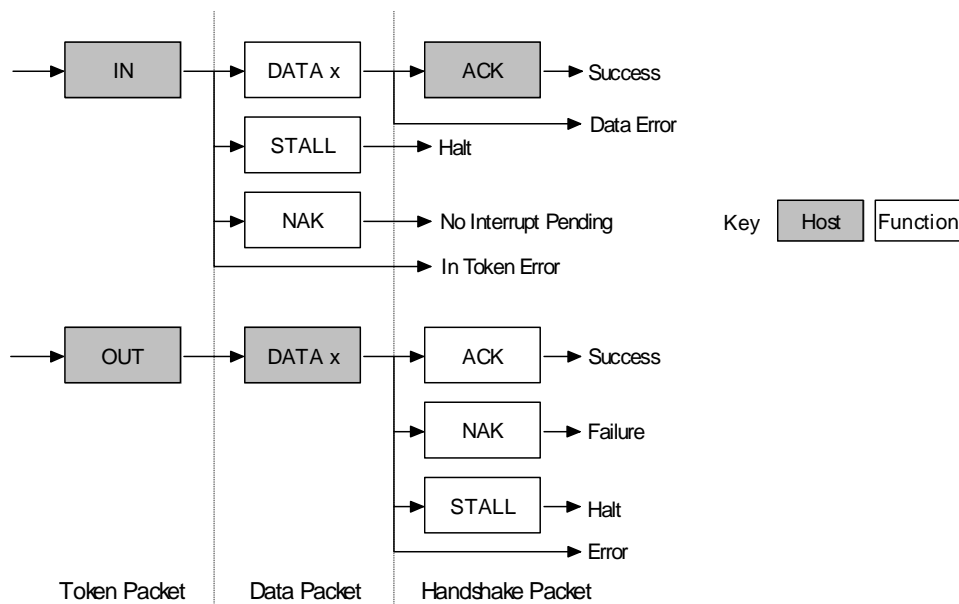 IN
DATA x
ACK
Success
Data Error
STALL
Halt
NAK
No Interrupt Pending
Key
Host
Function
In Token Error
OUT
DATA x
ACK
Success
NAK
Failure
STALL
Halt
Error
Token Packet
Data Packet
Handshake Packet